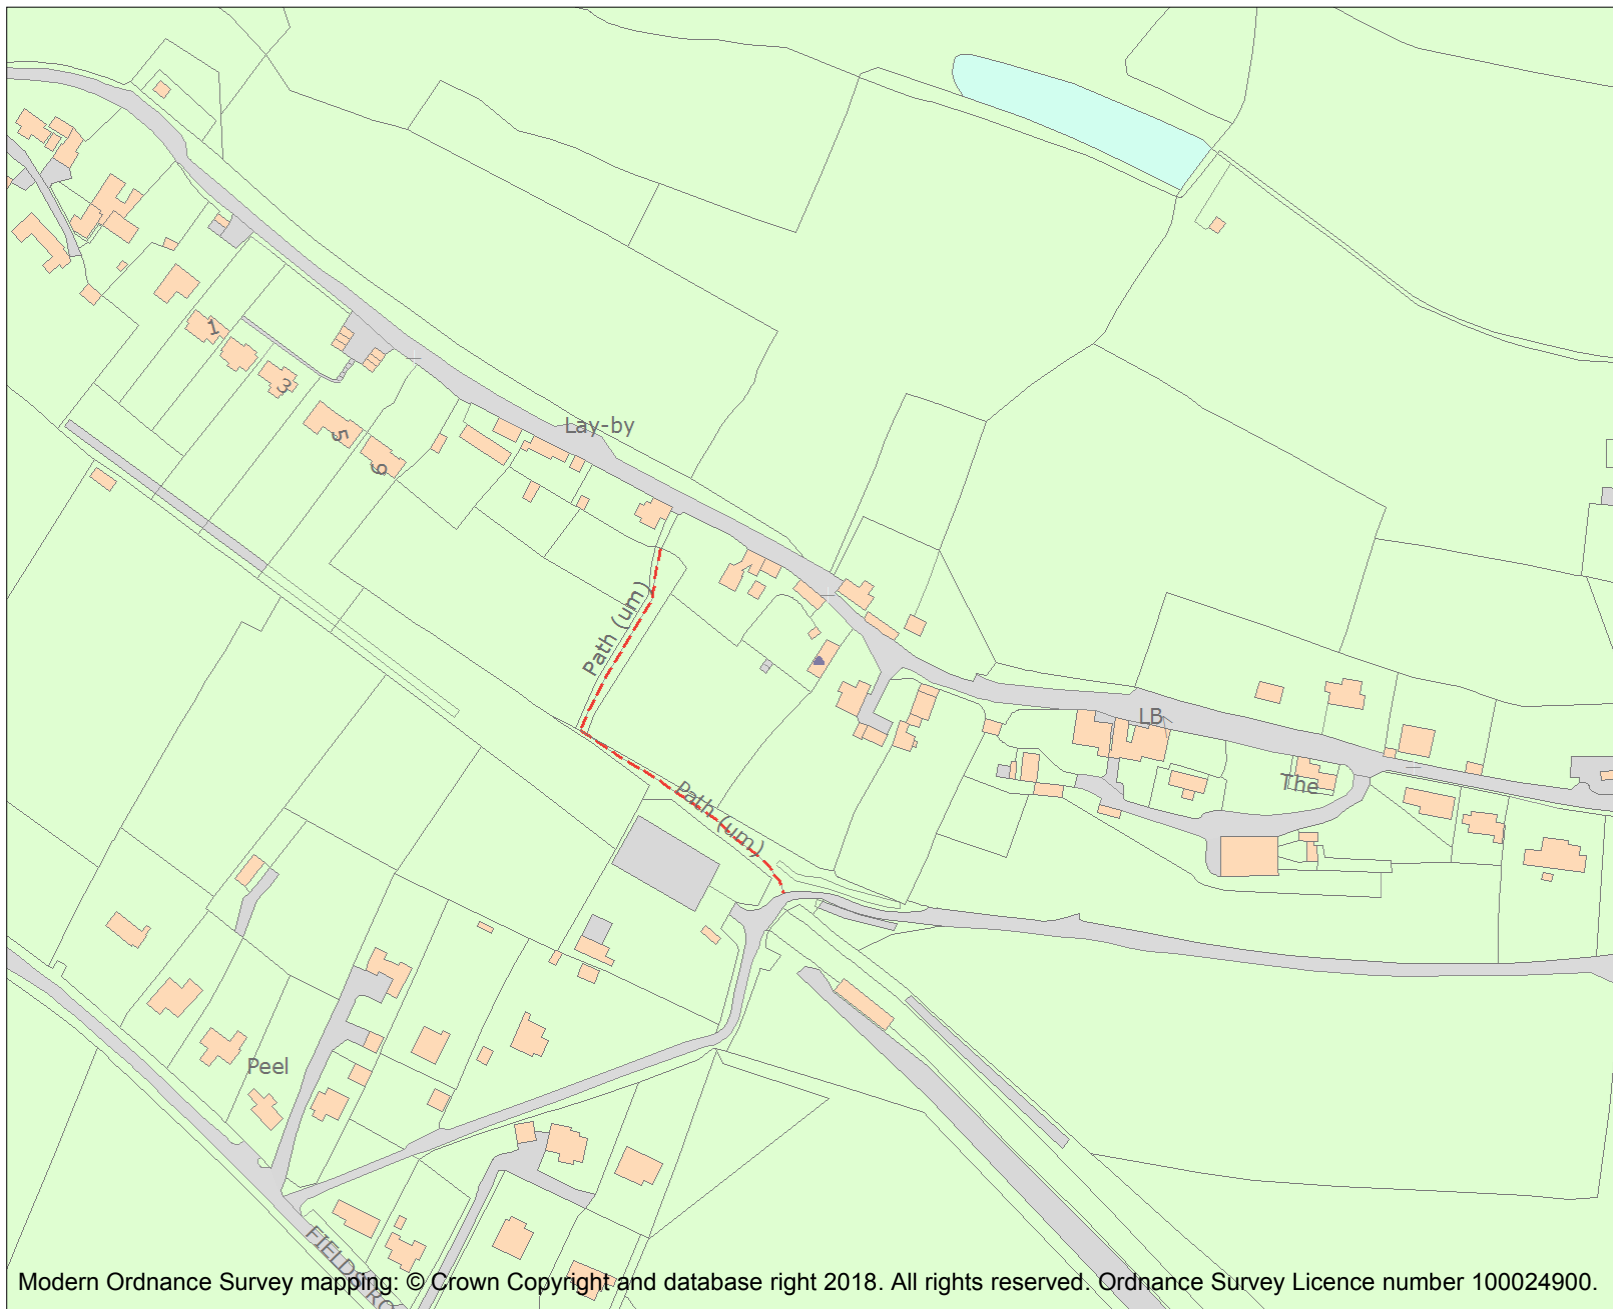 1
3
Lay-by
5
9
Path (um)
LB
The
Path (um)
Peel
Modern Ordnance Survey mapping: © Crown Copyright and database right 2018. All rights reserved. Ordnance Survey Licence number 100024900.